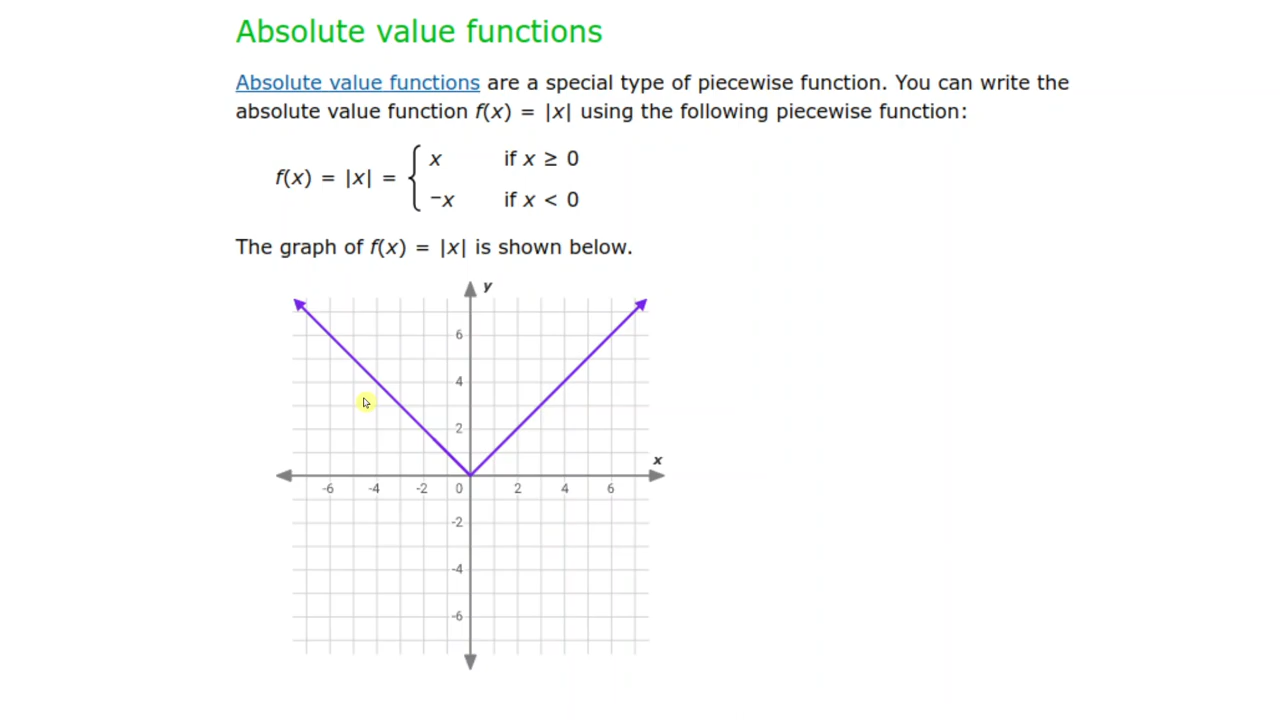 Absolute value functions
Absolute value functions are a special type of piecewise function. You can write the
absolute value function f(x) = |x| using the following piecewise function:
x if x ≥ 0
f(x) = |x| =
-x if x < 0
The graph of f(x) = |x| is shown below.
y
6
4
2
x
-6 -4 -2 0 2 4 6
-2
-4
-6